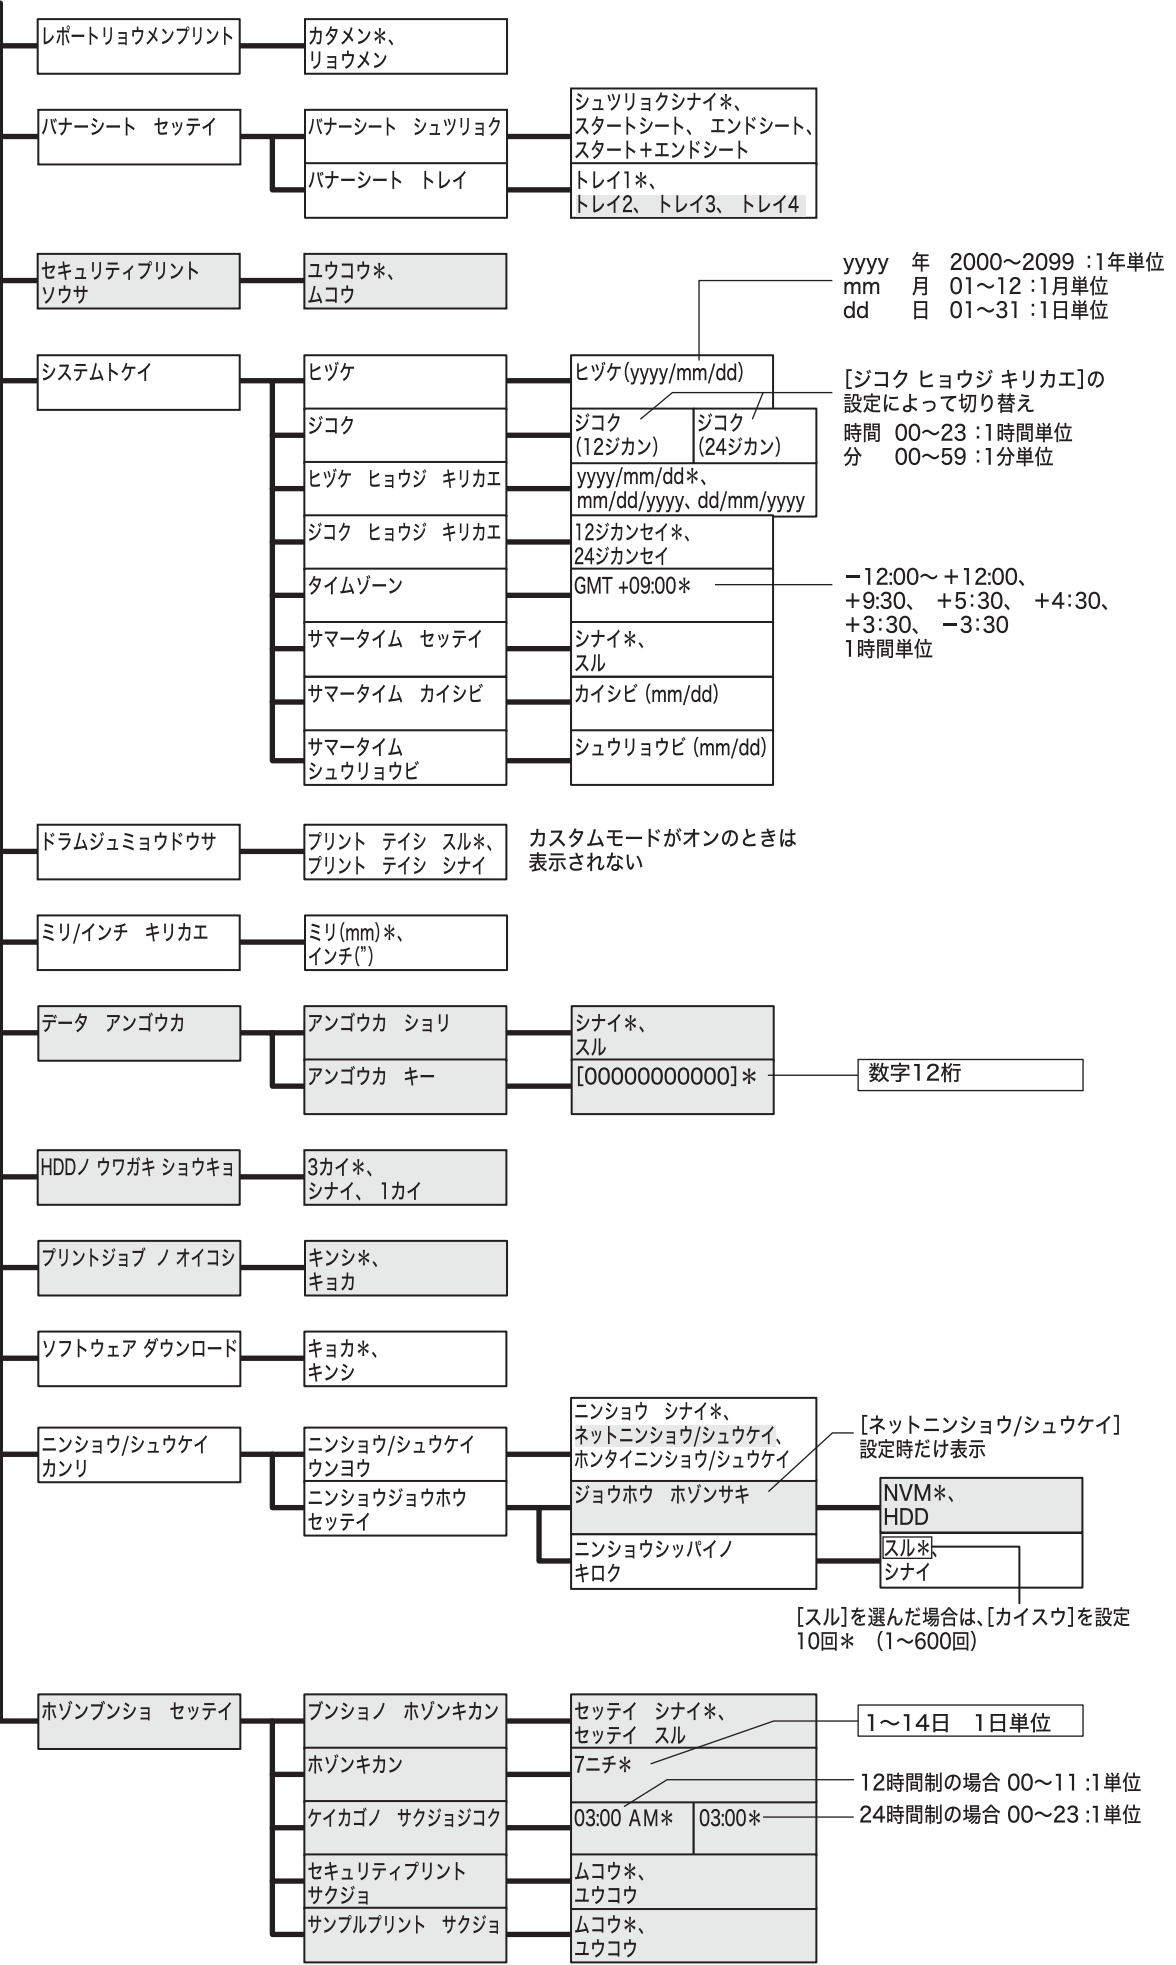 レポートリョウメンプリント
カタメン＊、
リョウメン
バナーシート　セッテイ
バナーシート　シュツリョク
シュツリョクシナイ＊、
スタートシート、 エンドシート、
スタート＋エンドシート
バナーシート　トレイ
トレイ1＊、
トレイ2、 トレイ3、 トレイ4
セキュリティプリント
ソウサ
ユウコウ＊、
ムコウ
yyyy　年　2000〜2099 ：1年単位
mm　月　01〜12 ：1月単位
dd　日　01〜31 ：1日単位
システムトケイ
ヒヅケ
ヒヅケ(yyyy/mm/dd)
［ジコク ヒョウジ キリカエ］の
設定によって切り替え
時間　00〜23 ：1時間単位
分　00〜59 ：1分単位
ジコク
ジコク
(12ジカン)
ジコク
(24ジカン)
ヒヅケ　ヒョウジ　キリカエ
yyyy/mm/dd＊、
mm/dd/yyyy、dd/mm/yyyy
ジコク　ヒョウジ　キリカエ
12ジカンセイ＊、
24ジカンセイ
タイムゾーン
GMT +09:00＊
−12:00〜 +12:00、
+9:30、 +5:30、 +4:30、
+3:30、 −3:30
1時間単位
サマータイム　セッテイ
シナイ＊、
スル
サマータイム　カイシビ
カイシビ (mm/dd)
サマータイム
シュウリョウビ
シュウリョウビ (mm/dd)
ドラムジュミョウドウサ
プリント　テイシ　スル＊、
プリント　テイシ　シナイ
カスタムモードがオンのときは
表示されない
ミリ/インチ　キリカエ
ミリ(mm)＊、
インチ(”)
データ　アンゴウカ
アンゴウカ　ショリ
シナイ＊、
スル
アンゴウカ　キー
［00000000000］＊
数字12桁
HDDノ ウワガキ ショウキョ
3カイ＊、
シナイ、 1カイ
プリントジョブ ノ オイコシ
キンシ＊、
キョカ
ソフトウェア ダウンロード
キョカ＊、
キンシ
ニンショウ/シュウケイ
カンリ
ニンショウ/シュウケイ
ウンヨウ
ニンショウ　シナイ＊、
ネットニンショウ/シュウケイ、
ホンタイニンショウ/シュウケイ
［ネットニンショウ/シュウケイ］
設定時だけ表示
ニンショウジョウホウ
セッテイ
ジョウホウ　ホゾンサキ
NVM＊、
HDD
ニンショウシッパイノ
キロク
スル＊、
シナイ
［スル］を選んだ場合は、［カイスウ］を設定
10回＊ （1〜600回）
ホゾンブンショ　セッテイ
ブンショノ　ホゾンキカン
セッテイ　シナイ＊、
セッテイ　スル
ホゾンキカン
7ニチ＊
1〜14日　1日単位
12時間制の場合 00〜11 :1単位
ケイカゴノ　サクジョジコク
03:00 AM＊
03:00＊
24時間制の場合 00〜23 :1単位
セキュリティプリント
サクジョ
ムコウ＊、
ユウコウ
サンプルプリント　サクジョ
ムコウ＊、
ユウコウ